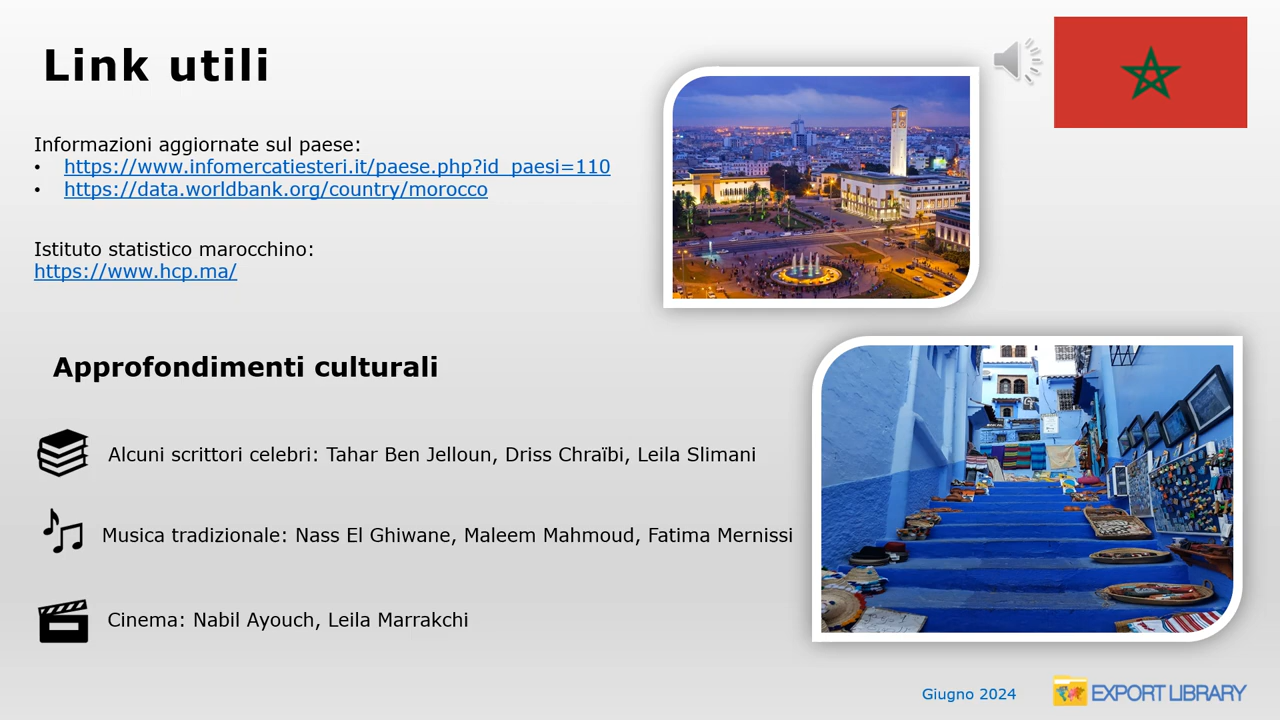 Link utili
Informazioni aggiornate sul paese:
• https://www.infomercatiesteri.it/paese.php?id_paesi=110
• https://data.worldbank.org/country/morocco
Istituto statistico marocchino:
https://www.hcp.ma/
Approfondimenti culturali
Alcuni scrittori celebri: Tahar Ben Jelloun, Driss Chraïbi, Leila Slimani
Musica tradizionale: Nass El Ghiwane, Maleem Mahmoud, Fatima Mernissi
Cinema: Nabil Ayouch, Leila Marrakchi
Giugno 2024
EXPORT LIBRARY